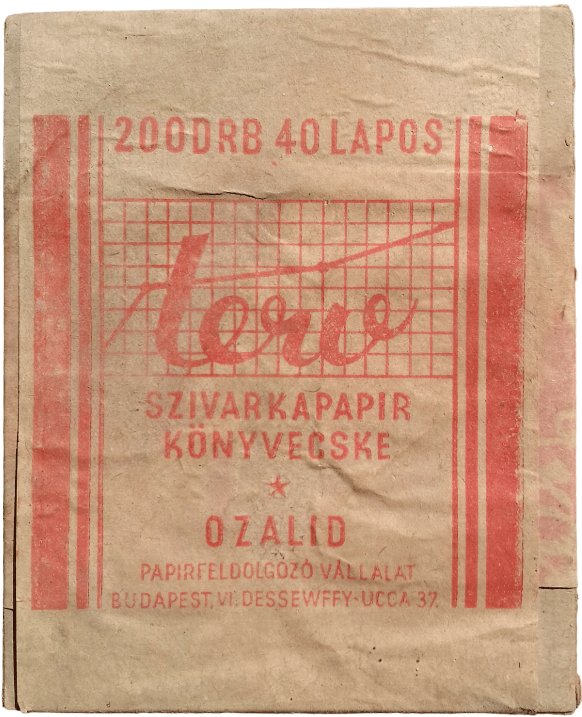 200DRB 40 LAPOS
terv
SZIVARKAPAPIR
KÖNYVECSKE
OZALID
PAPIRFELDOLGOZÓ VÁLLALAT
BUDAPEST, VI. DESSEWFFY-UCCA 37.